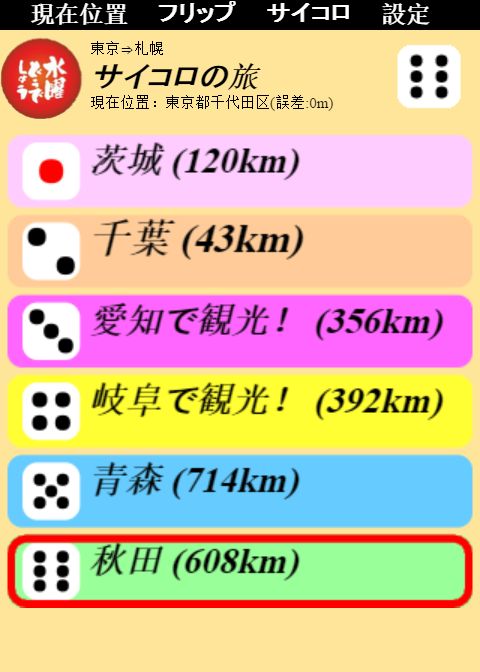 現在位置 フリップ サイコロ 設定
水曜
どうで
しょう
東京⇒札幌
サイコロの旅
現在位置：東京都千代田区(誤差:0m)
茨城 (120km)
千葉 (43km)
愛知で観光！ (356km)
岐阜で観光！ (392km)
青森 (714km)
秋田 (608km)